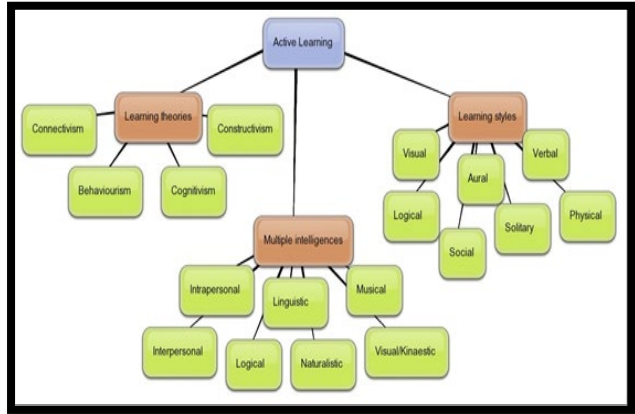 Active Learning
Learning theories
Learning styles
Connectivism
Constructivism
Behaviourism
Cognitivism
Visual
Verbal
Aural
Logical
Physical
Solitary
Social
Multiple intelligences
Intrapersonal
Musical
Linguistic
Interpersonal
Visual/Kinaestic
Logical
Naturalistic